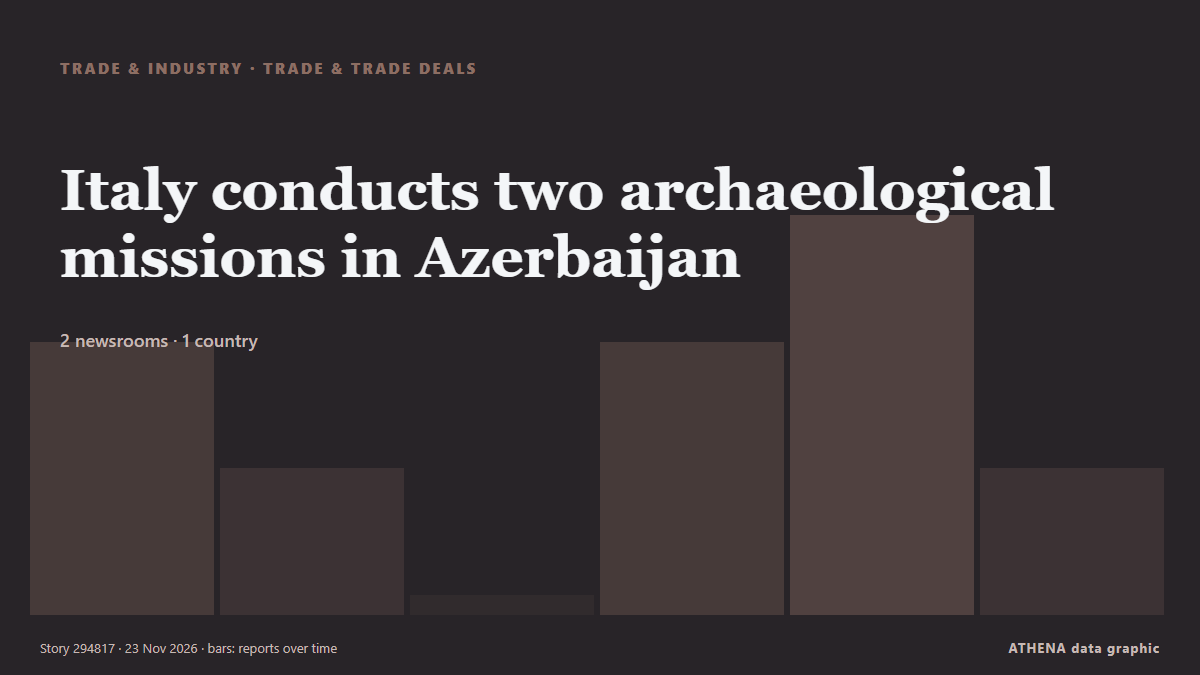 TRADE & INDUSTRY · TRADE & TRADE DEALS
Italy conducts two archaeological
missions in Azerbaijan
2 newsrooms · 1 country
Story 294817 · 23 Nov 2026 · bars: reports over time
ATHENA data graphic